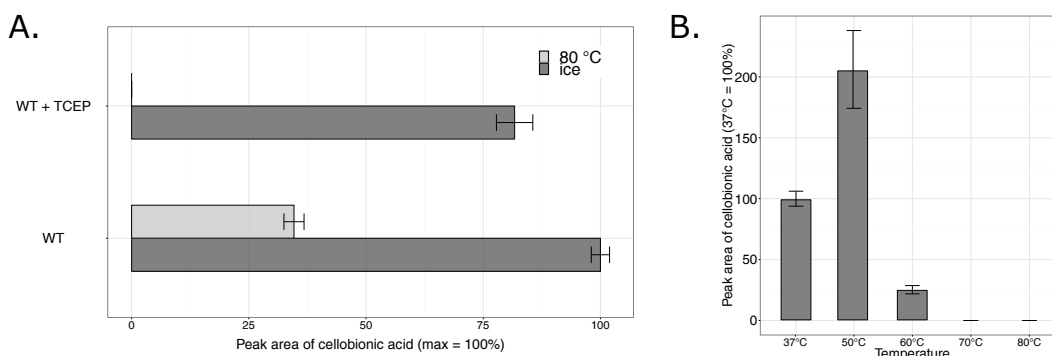 A.
80 °C
ice
WT + TCEP
WT
0 25 50 75 100
Peak area of cellobionic acid (max = 100%)
B.
Peak area of cellobionic acid (37°C = 100%)
200
150
100
50
0
37°C 50°C 60°C 70°C 80°C
Temperature